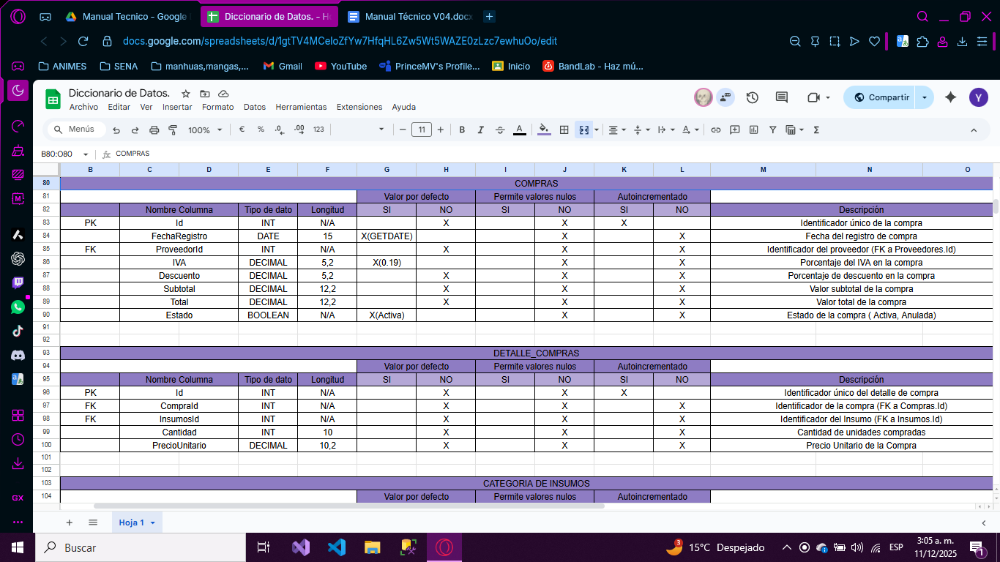 Manual Tecnico - Google
Diccionario de Datos. - H
Manual Técnico V04.docx
docs.google.com/spreadsheets/d/1gtTV4MCeIoZfYw7HfqHL6Zw5Wt5WAZE0zLzc7ewhuOo/edit
ANIMES SENA manhuas,mangas,... Gmail YouTube PrinceMV's Profile... Inicio BandLab - Haz mú...
Diccionario de Datos.
Archivo Editar Ver Insertar Formato Datos Herramientas Extensiones Ayuda
Compartir
Y
Menús 100% € % .0 .00 123 11 B I A
B80:O80 fx COMPRAS
B C D E F G H I J K L M N O
80 COMPRAS
81 Valor por defecto Permite valores nulos Autoincrementado
82 Nombre Columna Tipo de dato Longitud SI NO SI NO SI NO Descripción
83 PK Id INT N/A X X X Identificador único de la compra
84 FechaRegistro DATE 15 X(GETDATE) X X Fecha del registro de compra
85 FK ProveedorId INT N/A X X X Identificador del proveedor (FK a Proveedores.Id)
86 IVA DECIMAL 5,2 X(0.19) X X Porcentaje del IVA en la compra
87 Descuento DECIMAL 5,2 X X X Porcentaje de descuento en la compra
88 Subtotal DECIMAL 12,2 X X X Valor subtotal de la compra
89 Total DECIMAL 12,2 X X X Valor total de la compra
90 Estado BOOLEAN N/A X(Activa) X X Estado de la compra ( Activa, Anulada)
91
92
93 DETALLE_COMPRAS
94 Valor por defecto Permite valores nulos Autoincrementado
95 Nombre Columna Tipo de dato Longitud SI NO SI NO SI NO Descripción
96 PK Id INT N/A X X X Identificador único del detalle de compra
97 FK CompraId INT N/A X X X Identificador de la compra (FK a Compras.Id)
98 FK InsumosId INT N/A X X X Identificador del Insumo (FK a Insumos.Id)
99 Cantidad INT 10 X X X Cantidad de unidades compradas
100 PrecioUnitario DECIMAL 10,2 X X X Precio Unitario de la Compra
101
102
103 CATEGORIA DE INSUMOS
104 Valor por defecto Permite valores nulos Autoincrementado
GX
Hoja 1
Buscar
3
15°C Despejado
ESP
3:05 a. m.
11/12/2025
1